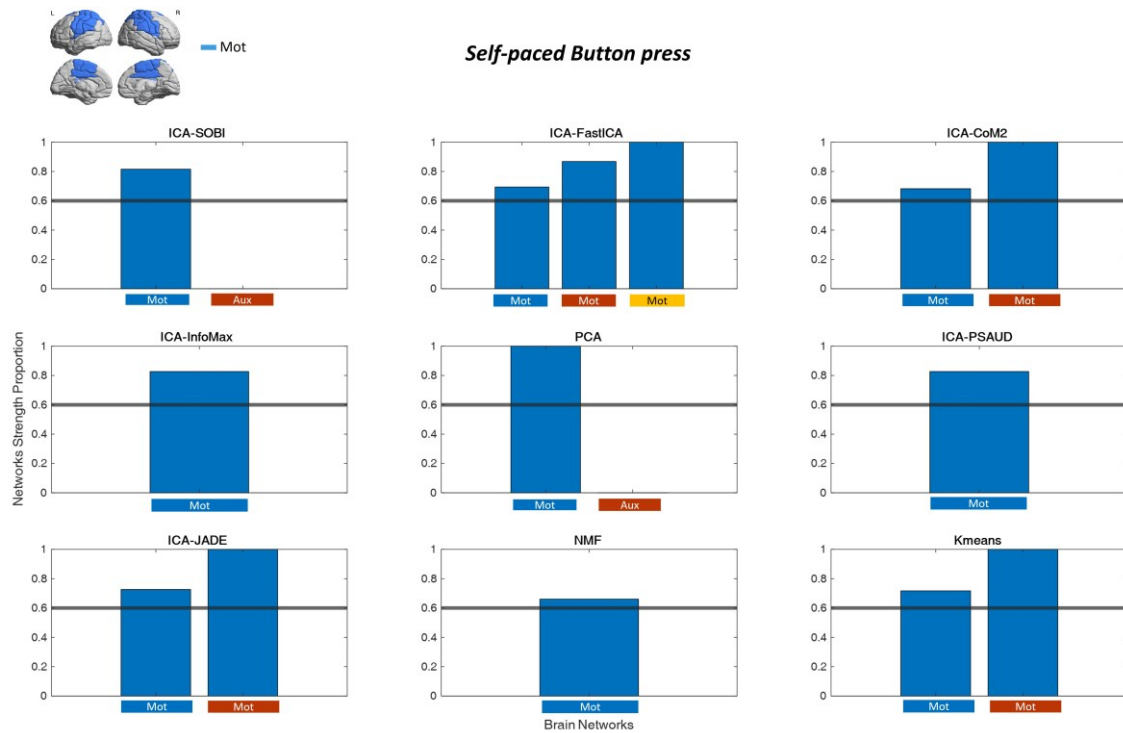 L R
Mot
Self-paced Button press
Networks Strength Proportion
ICA-SOBI
1
0.8
0.6
0.4
0.2
0
Mot Aux
ICA-FastICA
1
0.8
0.6
0.4
0.2
0
Mot Mot Mot
ICA-CoM2
1
0.8
0.6
0.4
0.2
0
Mot Mot
ICA-InfoMax
1
0.8
0.6
0.4
0.2
0
Mot
PCA
1
0.8
0.6
0.4
0.2
0
Mot Aux
ICA-PSAUD
1
0.8
0.6
0.4
0.2
0
Mot
ICA-JADE
1
0.8
0.6
0.4
0.2
0
Mot Mot
NMF
1
0.8
0.6
0.4
0.2
0
Mot
Kmeans
1
0.8
0.6
0.4
0.2
0
Mot Mot
Brain Networks